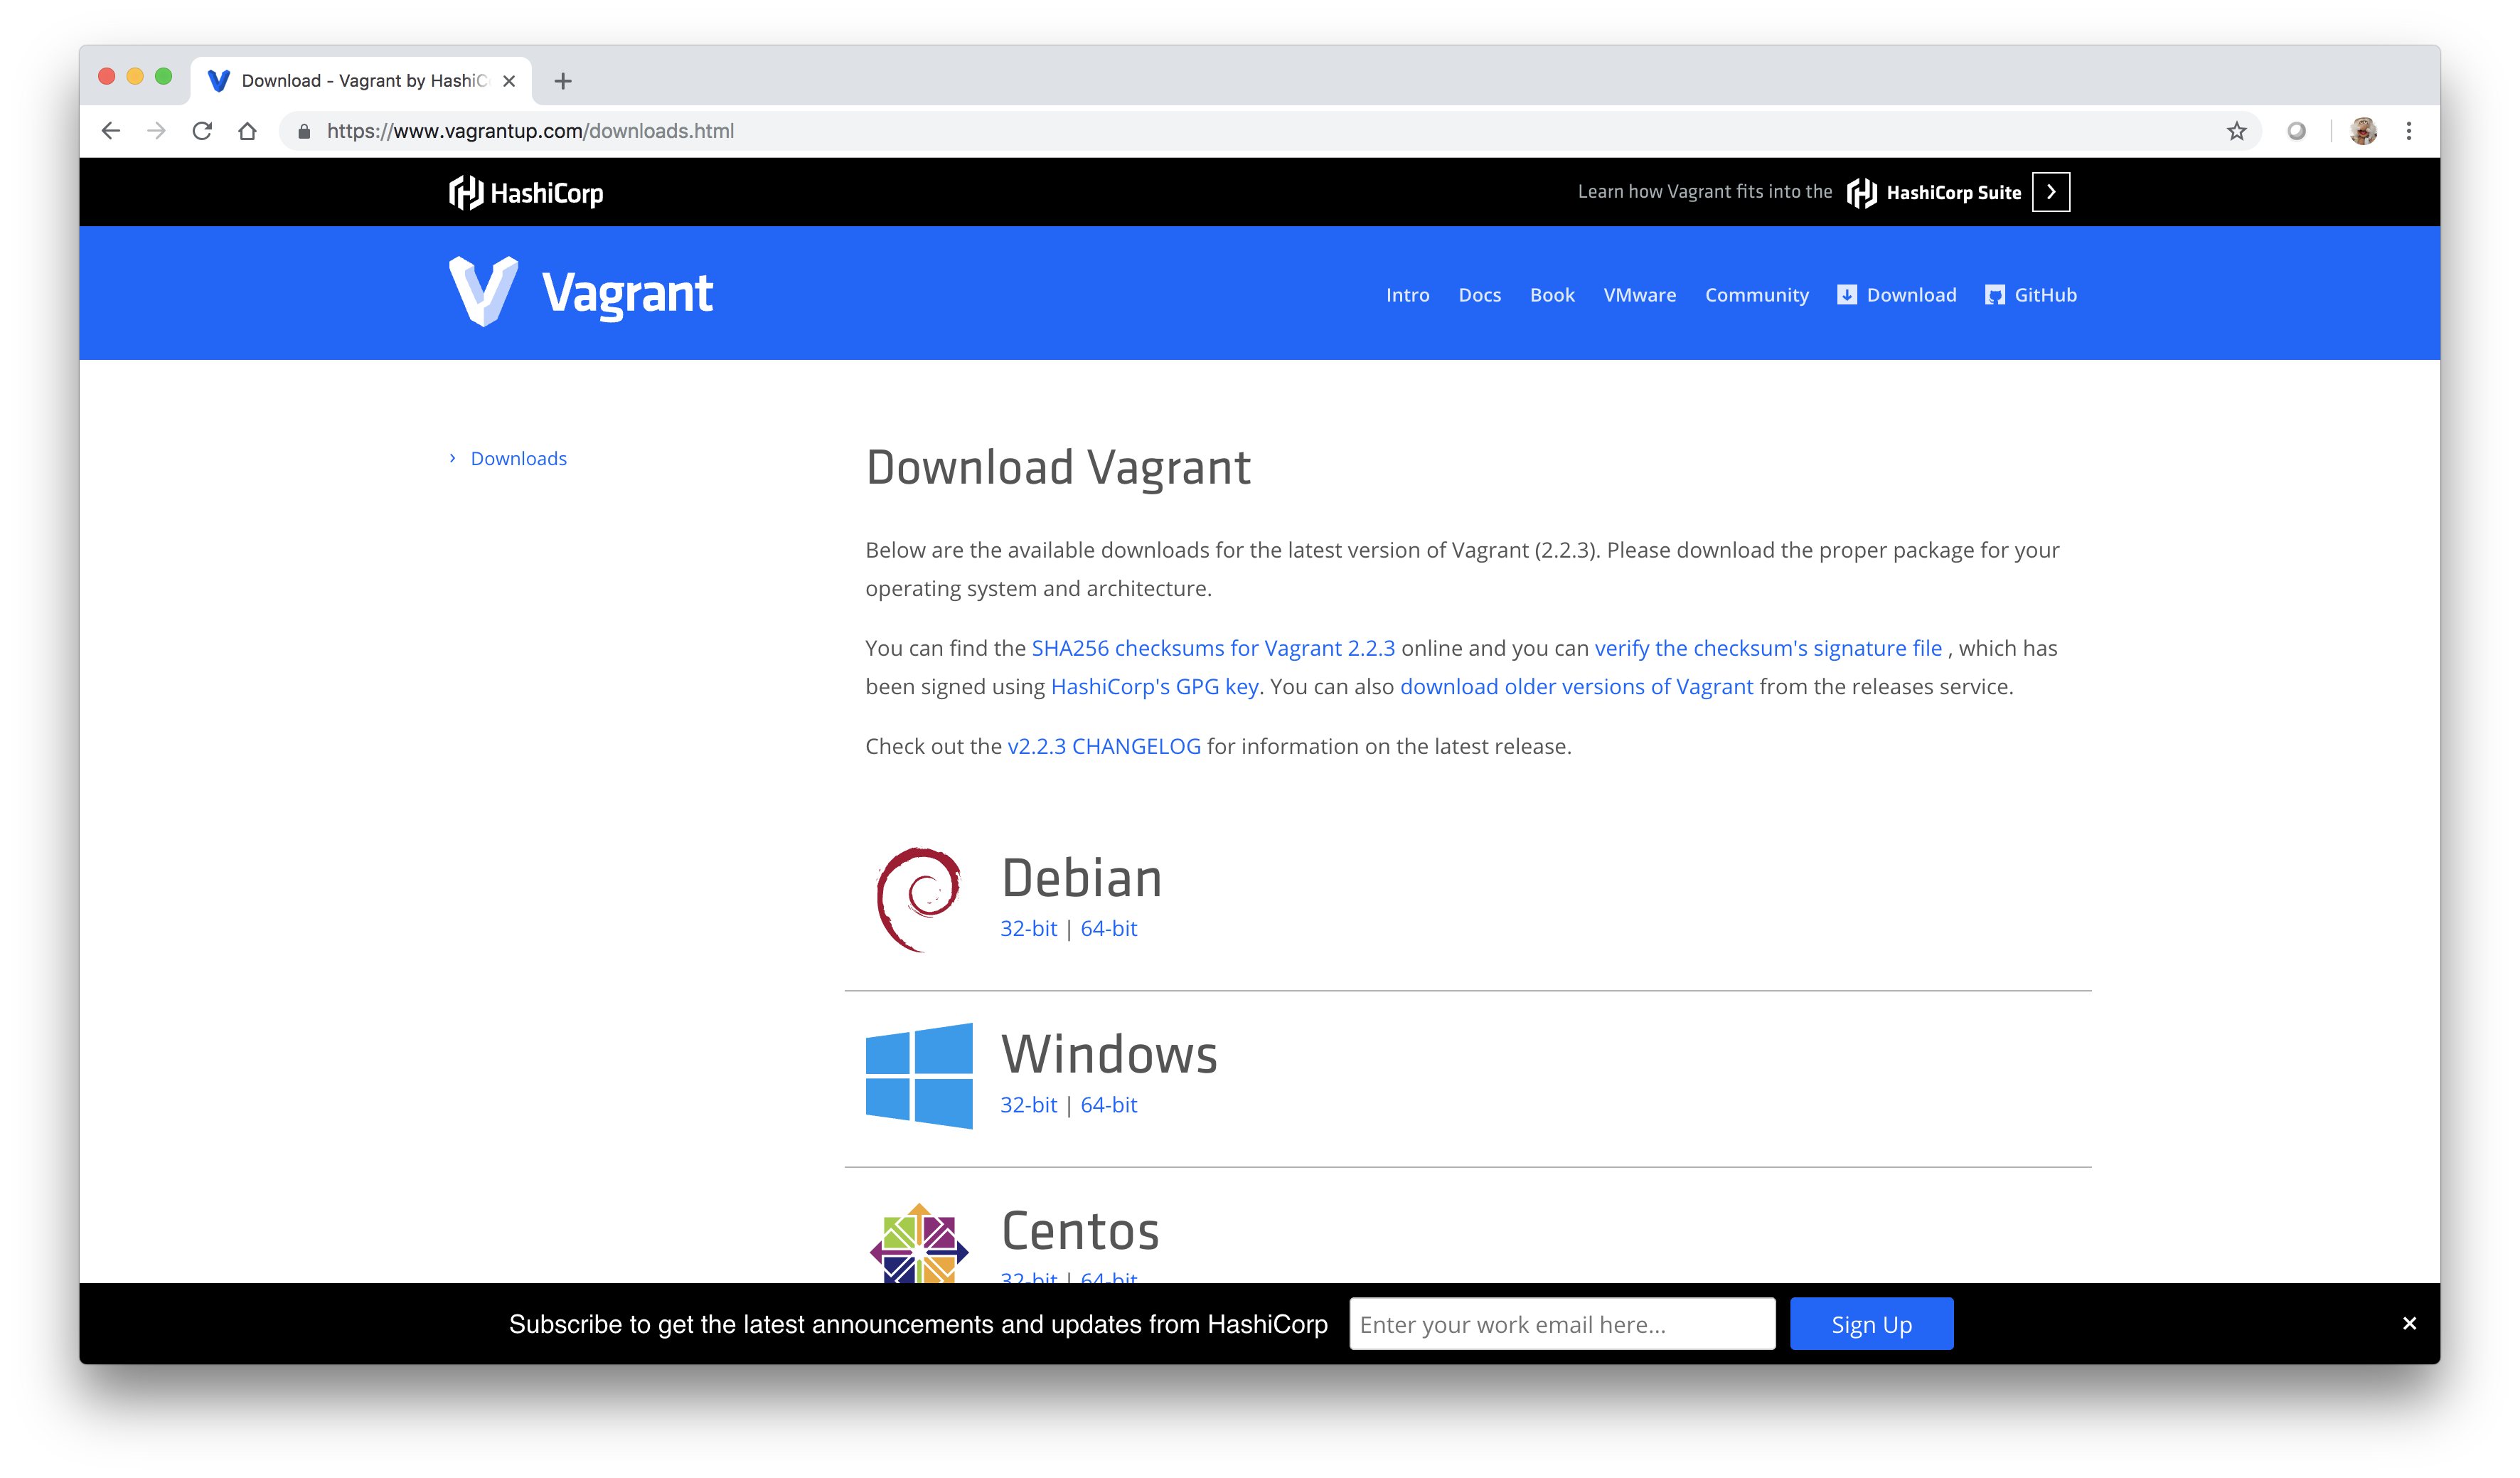 Download - Vagrant by HashiC
https://www.vagrantup.com/downloads.html
HashiCorp
Learn how Vagrant fits into the HashiCorp Suite
Vagrant
Intro Docs Book VMware Community Download GitHub
Downloads
Download Vagrant
Below are the available downloads for the latest version of Vagrant (2.2.3). Please download the proper package for your
operating system and architecture.
You can find the SHA256 checksums for Vagrant 2.2.3 online and you can verify the checksum's signature file , which has
been signed using HashiCorp's GPG key. You can also download older versions of Vagrant from the releases service.
Check out the v2.2.3 CHANGELOG for information on the latest release.
Debian
32-bit | 64-bit
Windows
32-bit | 64-bit
Centos
32-bit | 64-bit
Subscribe to get the latest announcements and updates from HashiCorp
Enter your work email here...
Sign Up